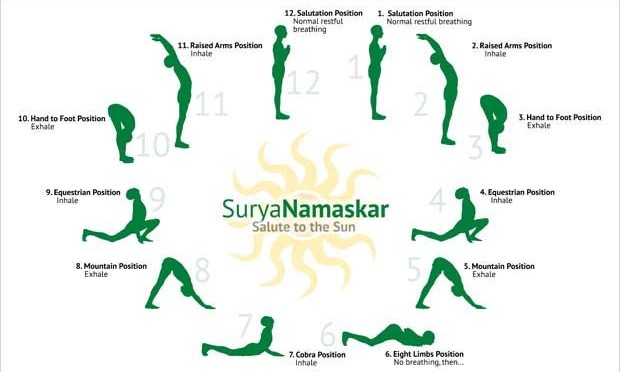 12. Salutation Position
Normal restful
breathing
1. Salutation Position
Normal restful breathing
11. Raised Arms Position
Inhale
2. Raised Arms Position
Inhale
12
1
11
2
10. Hand to Foot Position
Exhale
3. Hand to Foot Position
Exhale
10
3
9. Equestrian Position
Inhale
9
4
4. Equestrian Position
Inhale
SuryaNamaskar
Salute to the Sun
8. Mountain Position
Exhale
8
5
5. Mountain Position
Exhale
7
6
7. Cobra Position
Inhale
6. Eight Limbs Position
No breathing, then...